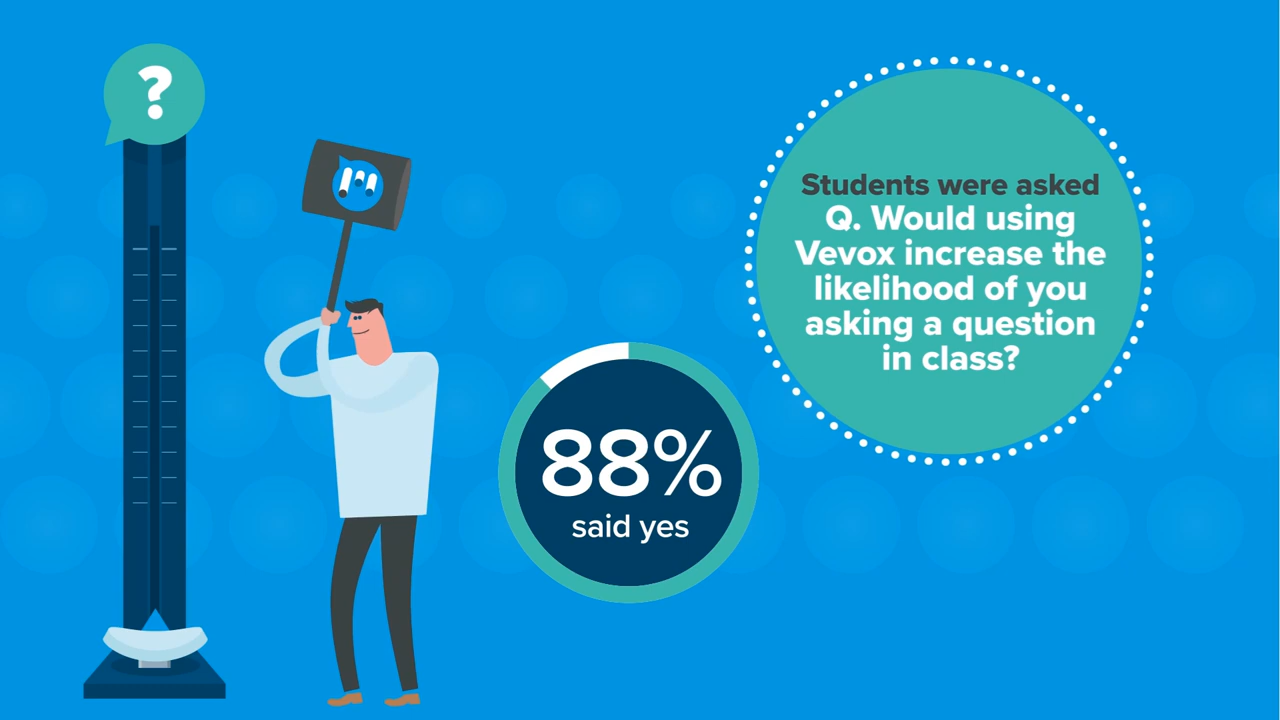 ?
Students were asked
Q. Would using
Vevox increase the
likelihood of you
asking a question
in class?
88%
said yes